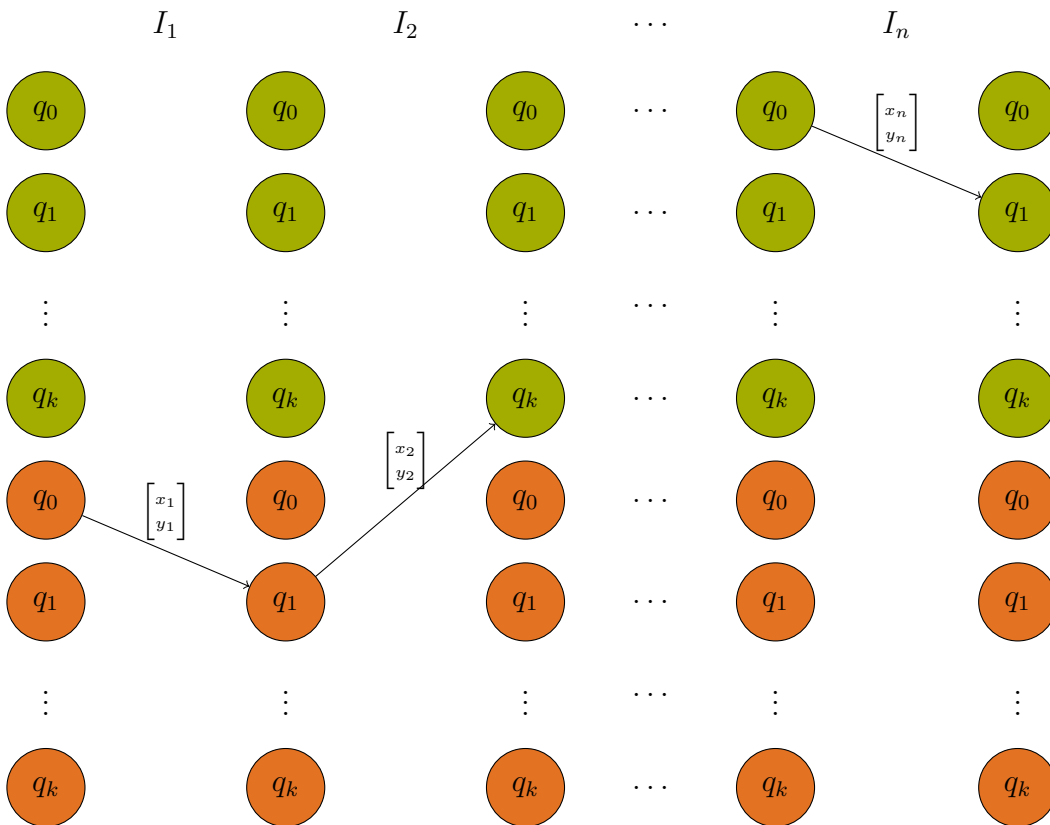 I₁ I₂ ⋯ Iₙ
q₀ q₀ q₀ ⋯ q₀ [xₙ yₙ] q₀
q₁ q₁ q₁ ⋯ q₁ q₁
⋮ ⋮ ⋮ ⋯ ⋮ ⋮
qₖ qₖ qₖ ⋯ qₖ qₖ
[x₂ y₂]
q₀ [x₁ y₁] q₀ q₀ ⋯ q₀ q₀
q₁ q₁ q₁ ⋯ q₁ q₁
⋮ ⋮ ⋮ ⋯ ⋮ ⋮
qₖ qₖ qₖ ⋯ qₖ qₖ